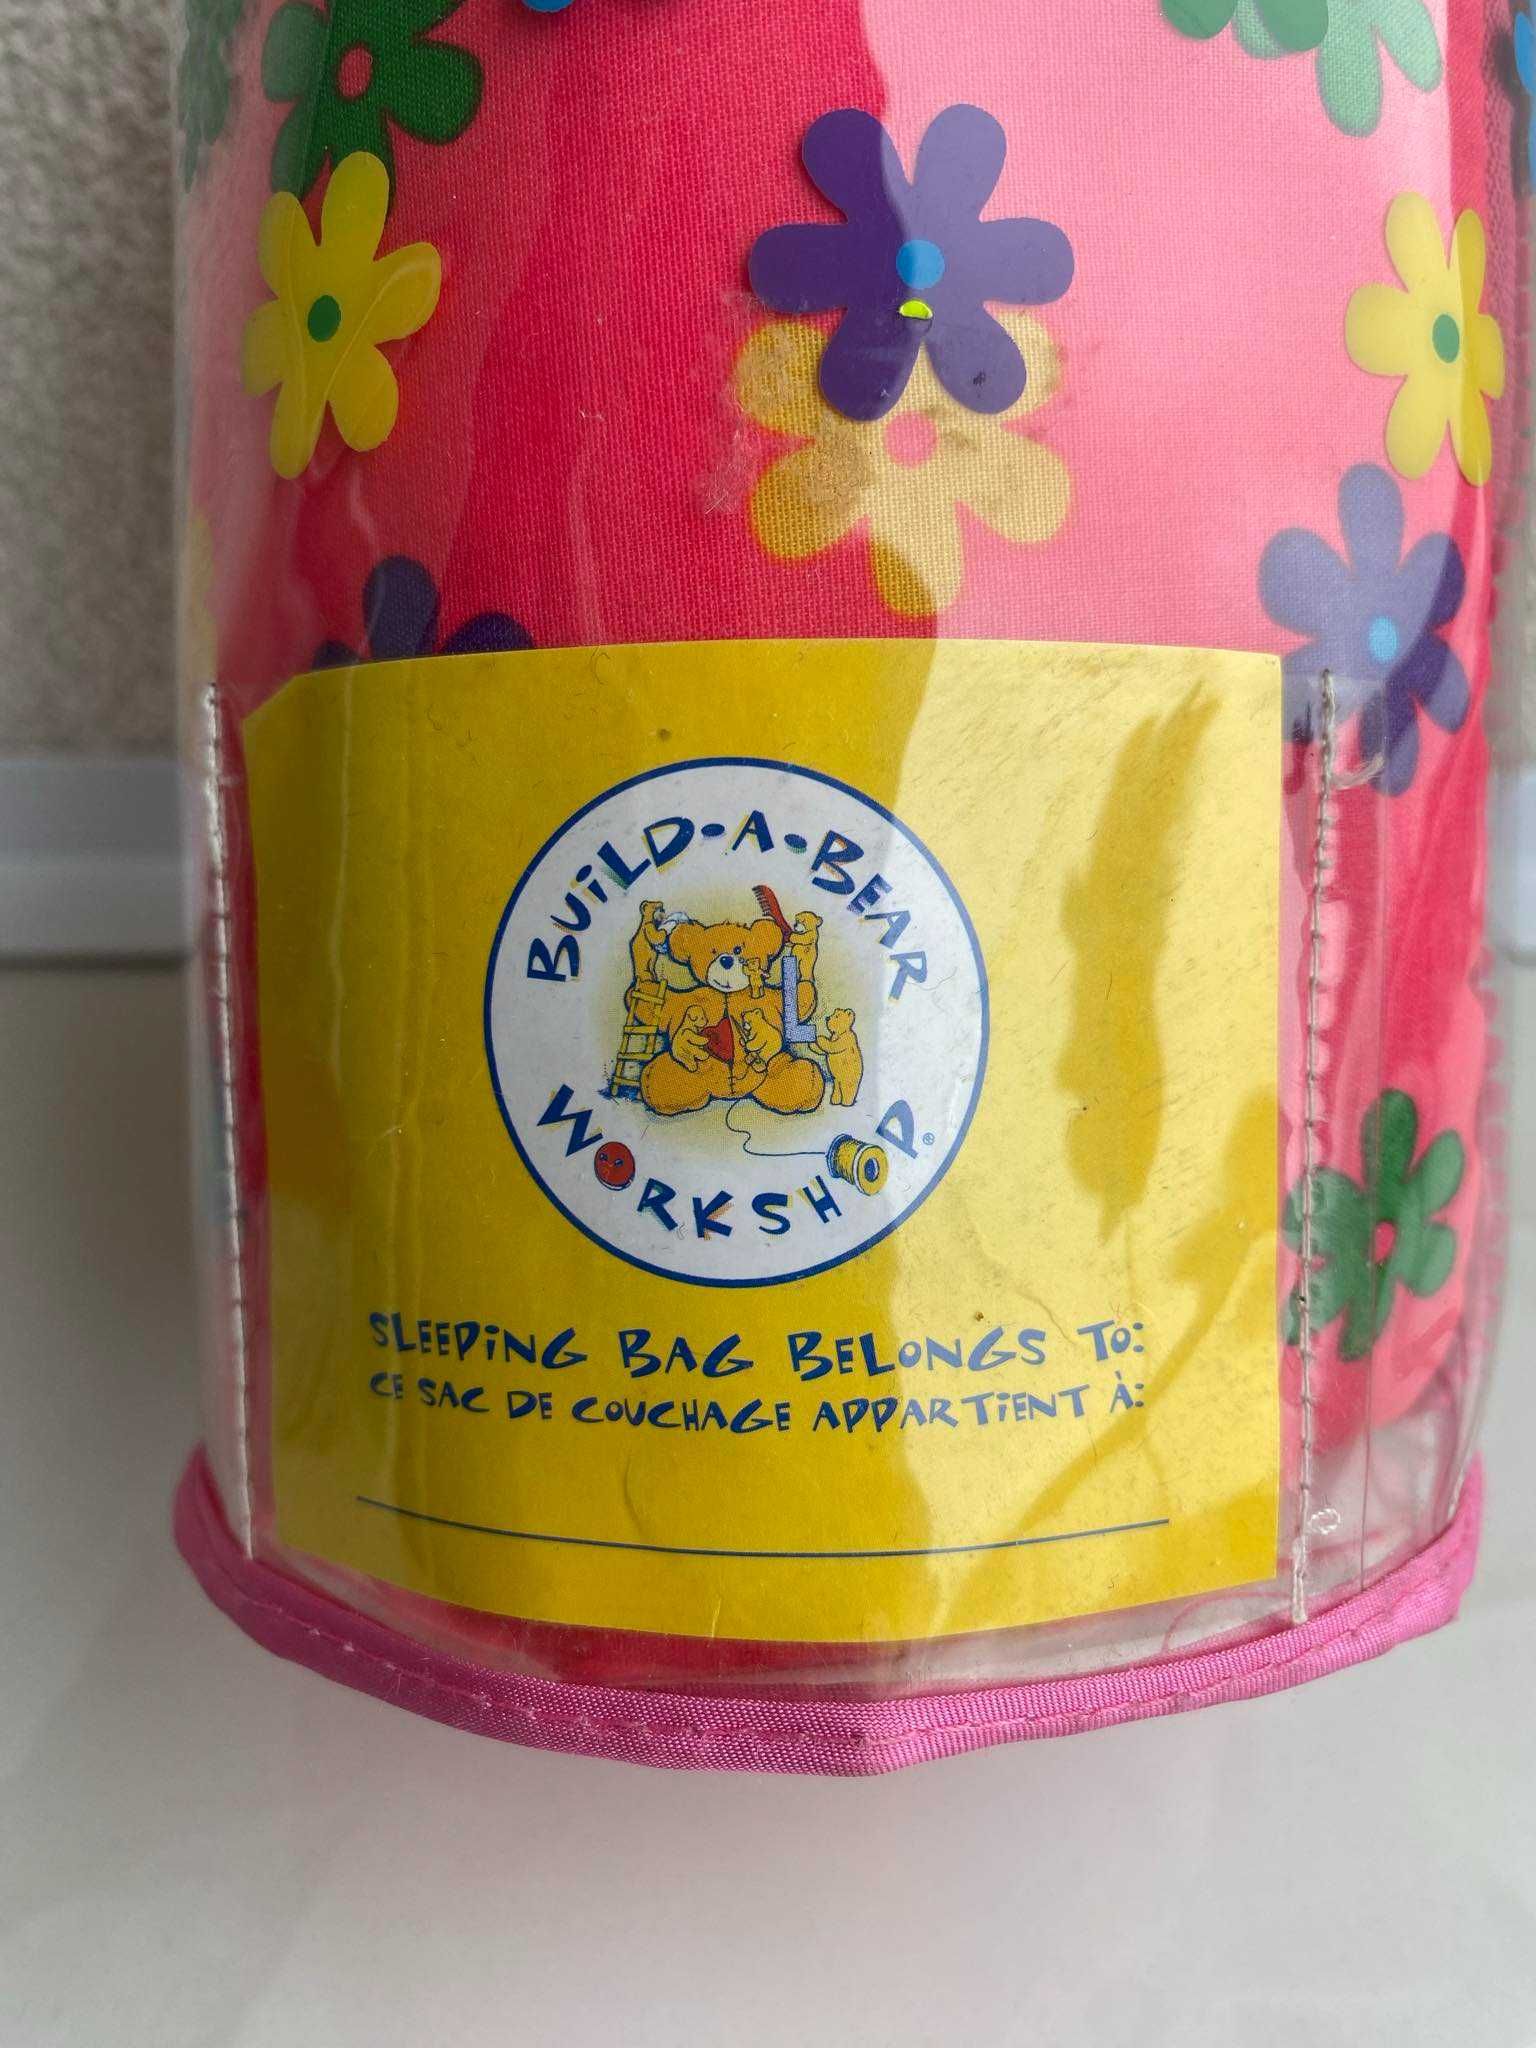 BUILD•A•BEAR
WORKSHOP®
SLEEPING BAG BELONGS TO:
CE SAC DE COUCHAGE APPARTIENT À: